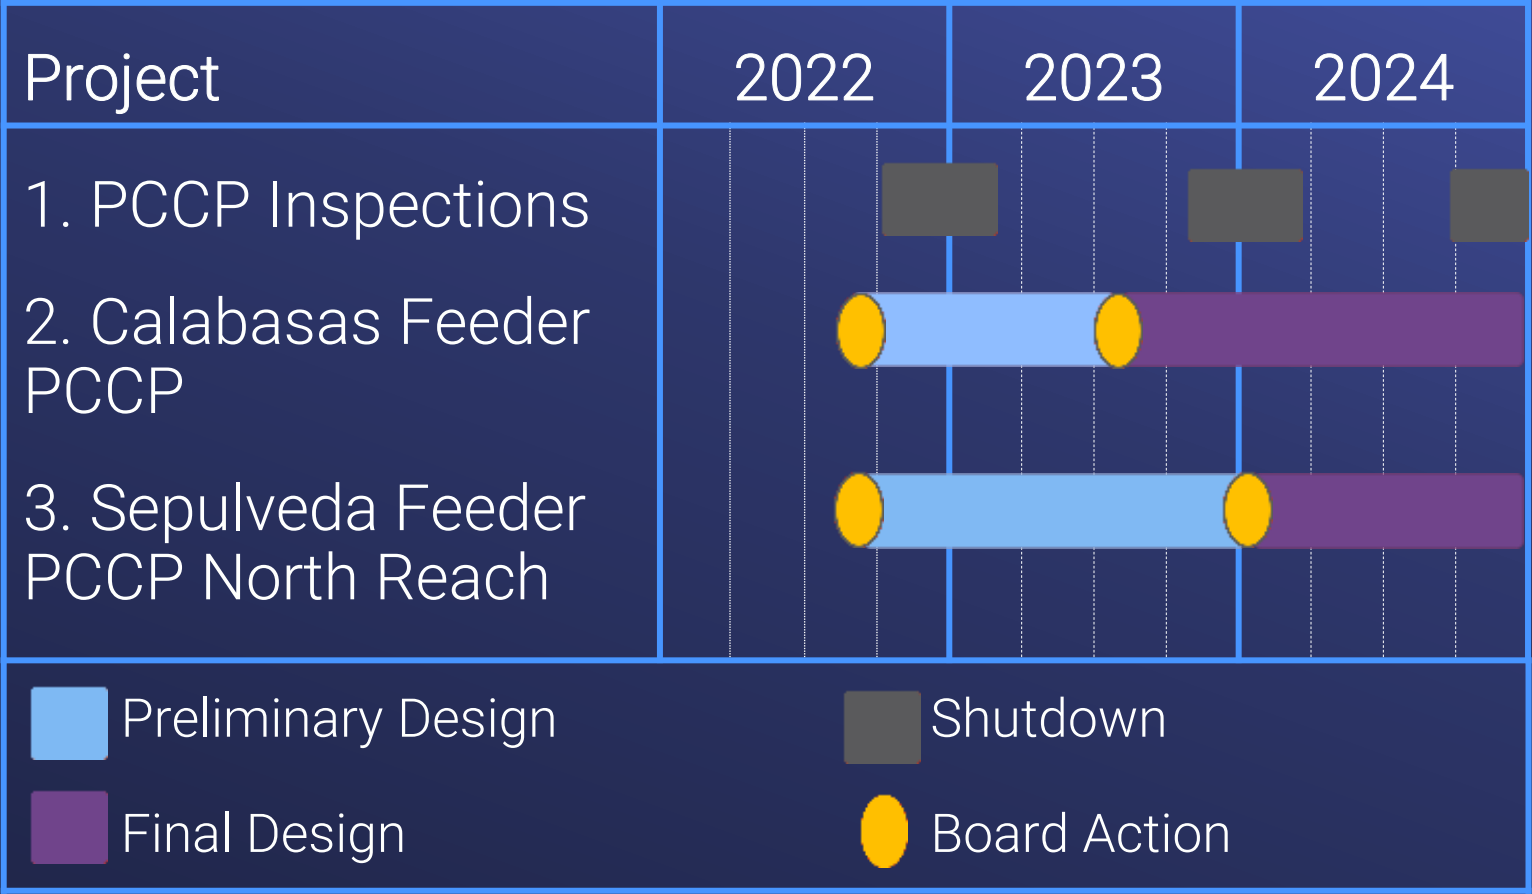 Project 2022 2023 2024
1. PCCP Inspections
2. Calabasas Feeder
PCCP
3. Sepulveda Feeder
PCCP North Reach
Preliminary Design Shutdown
Final Design Board Action